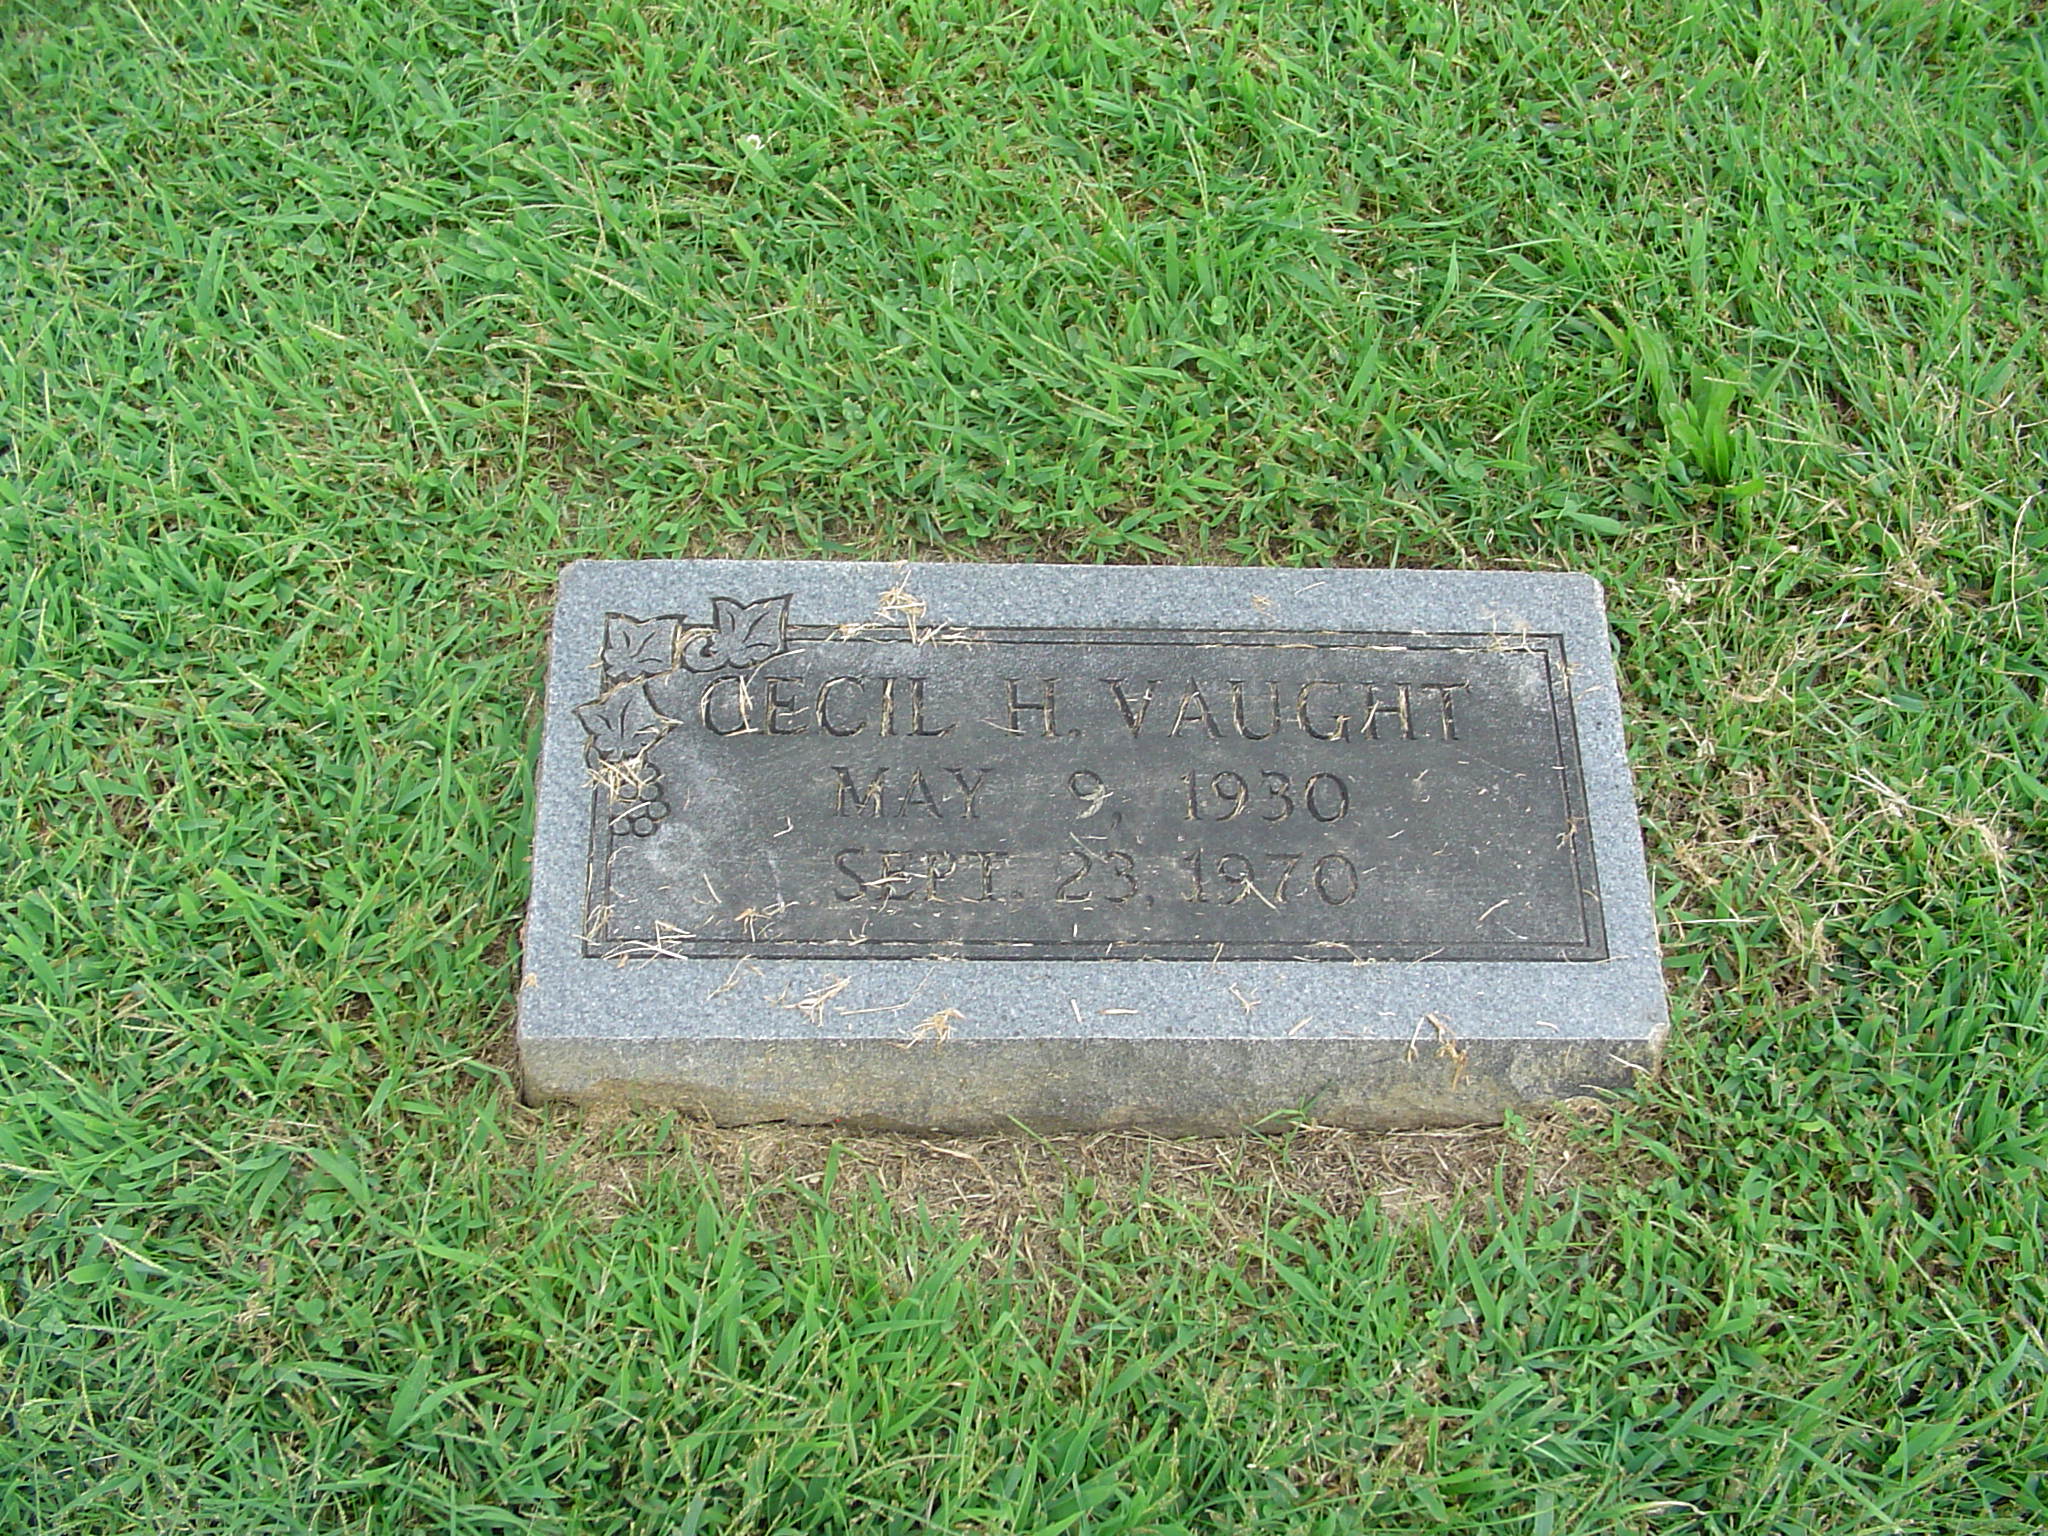 CECIL H. VAUGHT
MAY 9, 1930
SEPT. 23, 1970